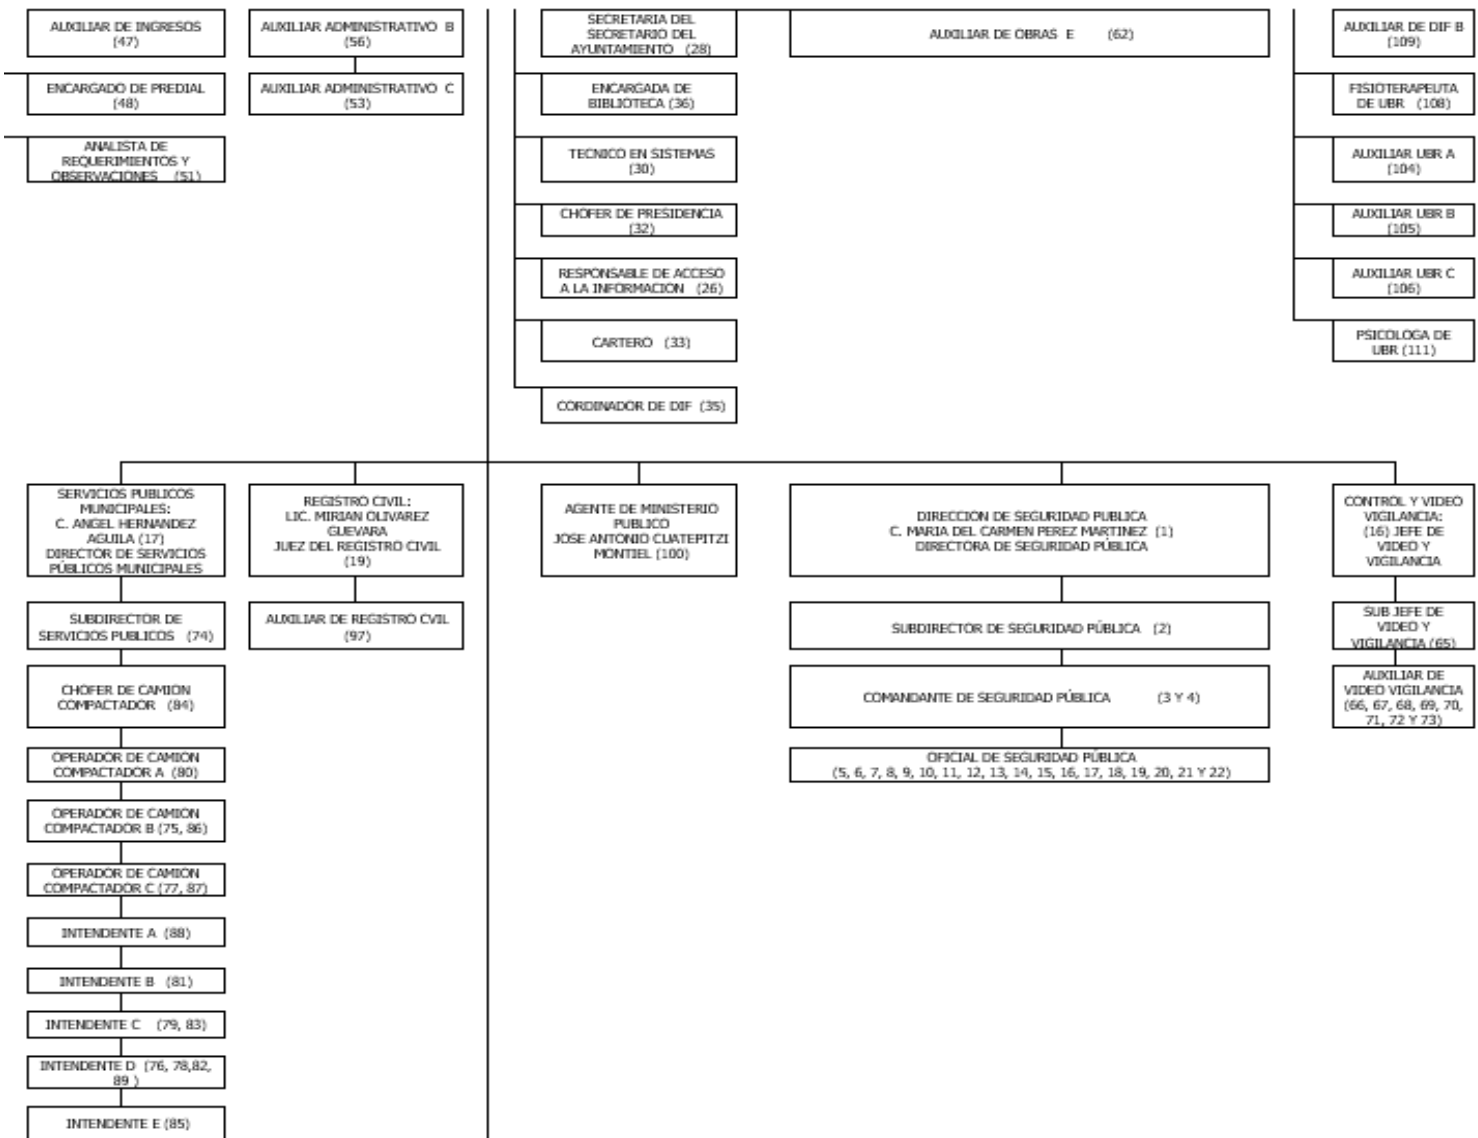 AUXILIAR DE INGRESOS
(47)
AUXILIAR ADMINISTRATIVO B
(56)
SECRETARIA DEL
SECRETARIO DEL
AYUNTAMIENTO (28)
AUXILIAR DE OBRAS E (62)
AUXILIAR DE DIF B
(109)
ENCARGADO DE PREDIAL
(48)
AUXILIAR ADMINISTRATIVO C
(53)
ENCARGADA DE
BIBLIOTECA (36)
FISIOTERAPEUTA
DE UBR (108)
ANALISTA DE
REQUERIMIENTOS Y
OBSERVACIONES (51)
TECNICO EN SISTEMAS
(30)
AUXILIAR UBR A
(104)
CHOFER DE PRESIDENCIA
(32)
AUXILIAR UBR B
(105)
RESPONSABLE DE ACCESO
A LA INFORMACION (26)
AUXILIAR UBR C
(106)
CARTERO (33)
PSICOLOGA DE
UBR (111)
CORDINADOR DE DIF (35)
SERVICIOS PUBLICOS
MUNICIPALES:
C. ANGEL HERNANDEZ
AGUILA (17)
DIRECTOR DE SERVICIOS
PÚBLICOS MUNICIPALES
REGISTRO CIVIL:
LIC. MIRIAN OLIVAREZ
GUEVARA
JUEZ DEL REGISTRO CIVIL
(19)
AGENTE DE MINISTERIO
PUBLICO
JOSE ANTONIO CUATEPITZI
MONTIEL (100)
DIRECCION DE SEGURIDAD PUBLICA
C. MARIA DEL CARMEN PEREZ MARTINEZ (1)
DIRECTORA DE SEGURIDAD PÚBLICA
CONTROL Y VIDEO
VIGILANCIA:
(16) JEFE DE
VIDEO Y
VIGILANCIA
SUBDIRECTOR DE
SERVICIOS PUBLICOS (74)
AUXILIAR DE REGISTRO CVIL
(97)
SUBDIRECTOR DE SEGURIDAD PÚBLICA (2)
SUB JEFE DE
VIDEO Y
VIGILANCIA (65)
CHOFER DE CAMION
COMPACTADOR (84)
COMANDANTE DE SEGURIDAD PÚBLICA (3 Y 4)
AUXILIAR DE
VIDEO VIGILANCIA
(66, 67, 68, 69, 70,
71, 72 Y 73)
OPERADOR DE CAMION
COMPACTADOR A (80)
OFICIAL DE SEGURIDAD PÚBLICA
(5, 6, 7, 8, 9, 10, 11, 12, 13, 14, 15, 16, 17, 18, 19, 20, 21 Y 22)
OPERADOR DE CAMION
COMPACTADOR B (75, 86)
OPERADOR DE CAMION
COMPACTADOR C (77, 87)
INTENDENTE A (88)
INTENDENTE B (81)
INTENDENTE C (79, 83)
INTENDENTE D (76, 78,82,
89 )
INTENDENTE E (85)